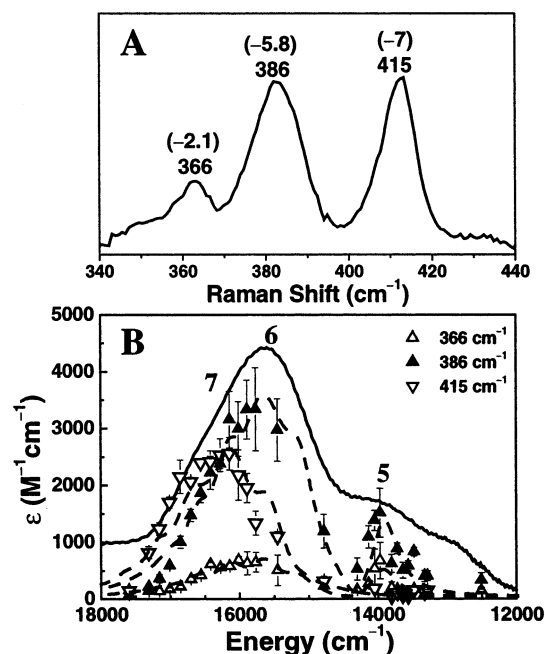 A
(−5.8)
386
(−7)
415
(−2.1)
366
340 360 380 400 420 440
Raman Shift (cm⁻¹)
B
5000
4000
3000
2000
1000
0
ε (M⁻¹cm⁻¹)
7
6
5
366 cm⁻¹
386 cm⁻¹
415 cm⁻¹
18000 16000 14000 12000
Energy (cm⁻¹)